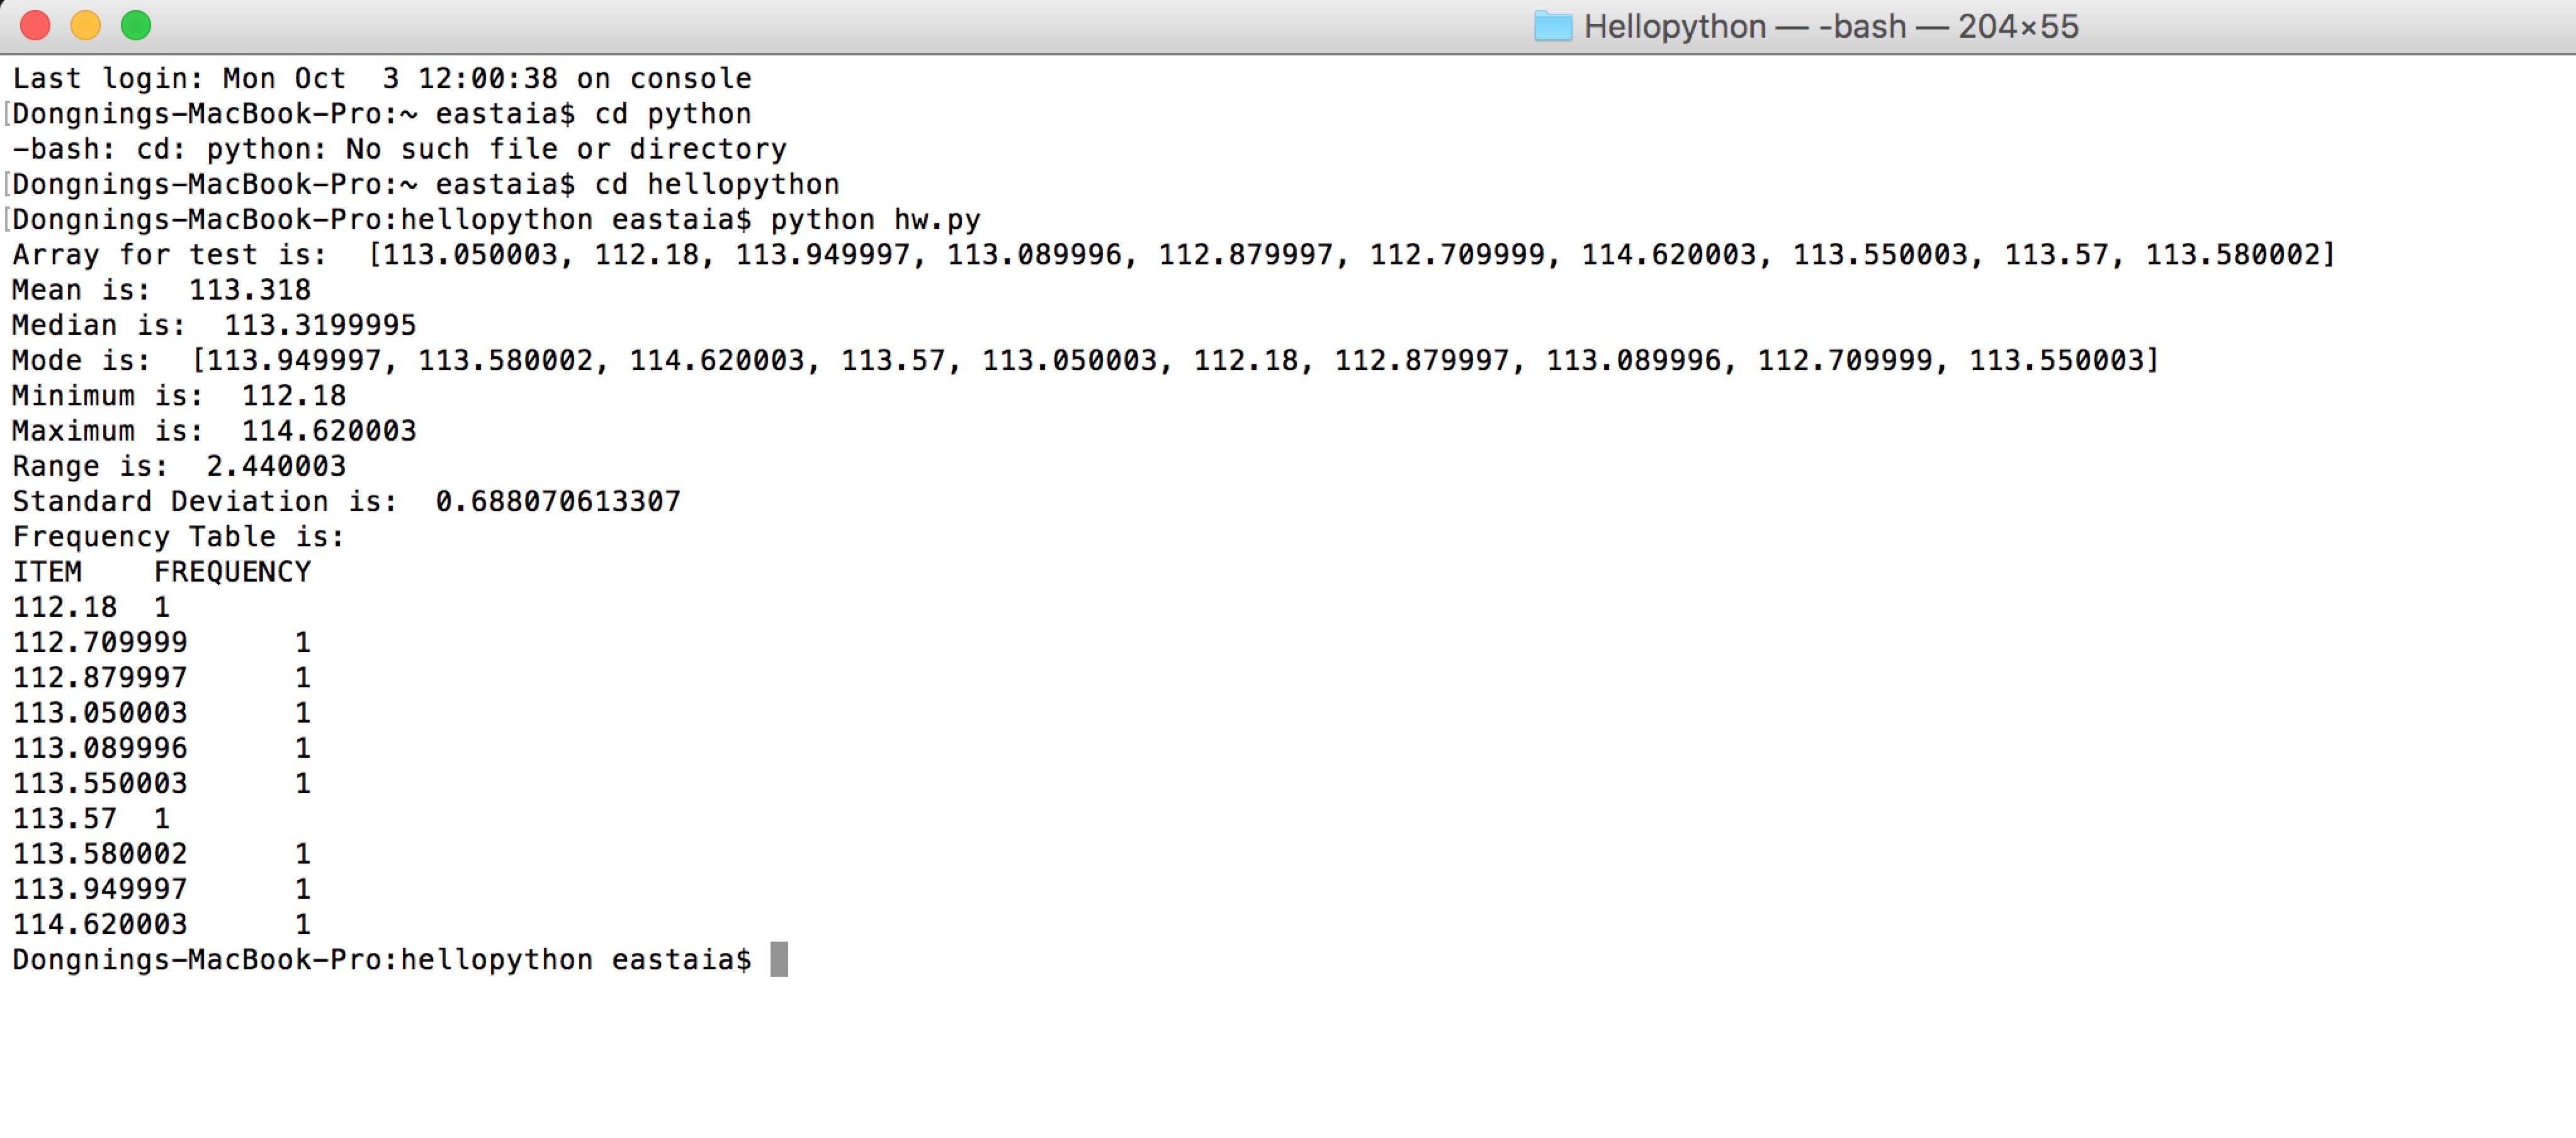 Hellopython — -bash — 204×55
Last login: Mon Oct  3 12:00:38 on console
[Dongnings-MacBook-Pro:~ eastaia$ cd python
-bash: cd: python: No such file or directory
[Dongnings-MacBook-Pro:~ eastaia$ cd hellopython
[Dongnings-MacBook-Pro:hellopython eastaia$ python hw.py
Array for test is:  [113.050003, 112.18, 113.949997, 113.089996, 112.879997, 112.709999, 114.620003, 113.550003, 113.57, 113.580002]
Mean is:  113.318
Median is:  113.3199995
Mode is:  [113.949997, 113.580002, 114.620003, 113.57, 113.050003, 112.18, 112.879997, 113.089996, 112.709999, 113.550003]
Minimum is:  112.18
Maximum is:  114.620003
Range is:  2.440003
Standard Deviation is:  0.688070613307
Frequency Table is:
ITEM    FREQUENCY
112.18  1
112.709999      1
112.879997      1
113.050003      1
113.089996      1
113.550003      1
113.57  1
113.580002      1
113.949997      1
114.620003      1
Dongnings-MacBook-Pro:hellopython eastaia$